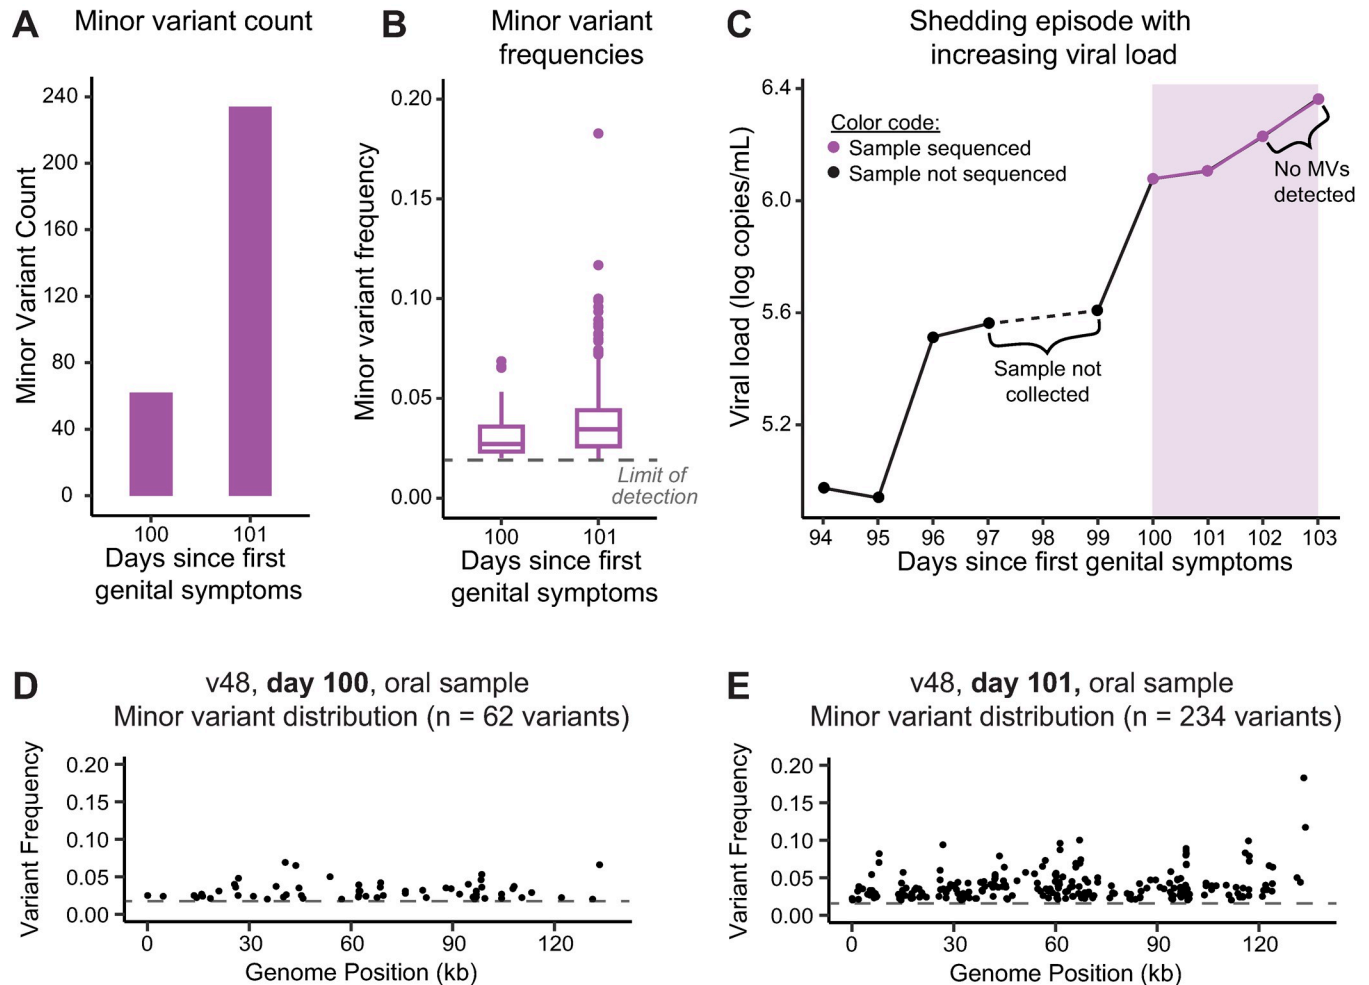 A Minor variant count
Minor Variant Count
240
200
160
120
80
40
0
100 101
Days since first
genital symptoms
B Minor variant
frequencies
Minor variant frequency
0.20
0.15
0.10
0.05
0.00
Limit of
detection
100 101
Days since first
genital symptoms
C Shedding episode with
increasing viral load
Viral load (log copies/mL)
6.4
6.0
5.6
5.2
Color code:
Sample sequenced
Sample not sequenced
No MVs
detected
Sample not
collected
94 95 96 97 98 99 100 101 102 103
Days since first genital symptoms
D v48, day 100, oral sample
Minor variant distribution (n = 62 variants)
Variant Frequency
0.20
0.15
0.10
0.05
0.00
0 30 60 90 120
Genome Position (kb)
E v48, day 101, oral sample
Minor variant distribution (n = 234 variants)
Variant Frequency
0.20
0.15
0.10
0.05
0.00
0 30 60 90 120
Genome Position (kb)